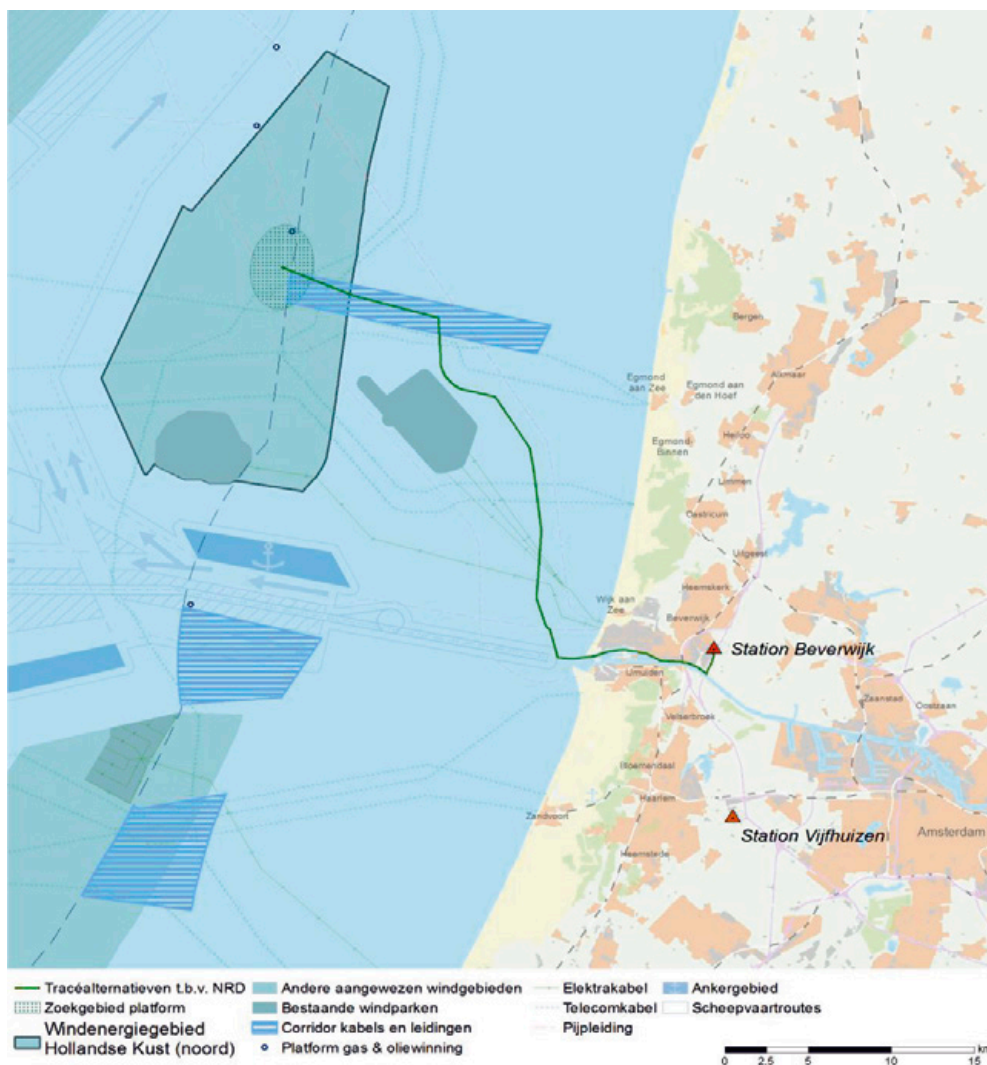 Bergen
Alkmaar
Egmond
aan Zee
Egmond aan
den Hoef
Heiloo
Egmond-
Binnen
Limmen
Castricum
Uitgeest
Heemskerk
Wijk aan
Zee
Beverwijk
Station Beverwijk
IJmuiden
Zaanstad
Oostzaan
Velserbroek
Bloemendaal
Haarlem
Zandvoort
Station Vijfhuizen
Amsterdam
Heemstede
Tracéalternatieven t.b.v. NRD
Zoekgebied platform
Windenergiegebied
Hollandse Kust (noord)
Andere aangewezen windgebieden
Bestaande windparken
Corridor kabels en leidingen
Platform gas & oliewinning
Elektrakabel
Telecomkabel
Pijpleiding
Ankergebied
Scheepvaartroutes
km
0 2.5 5 10 15